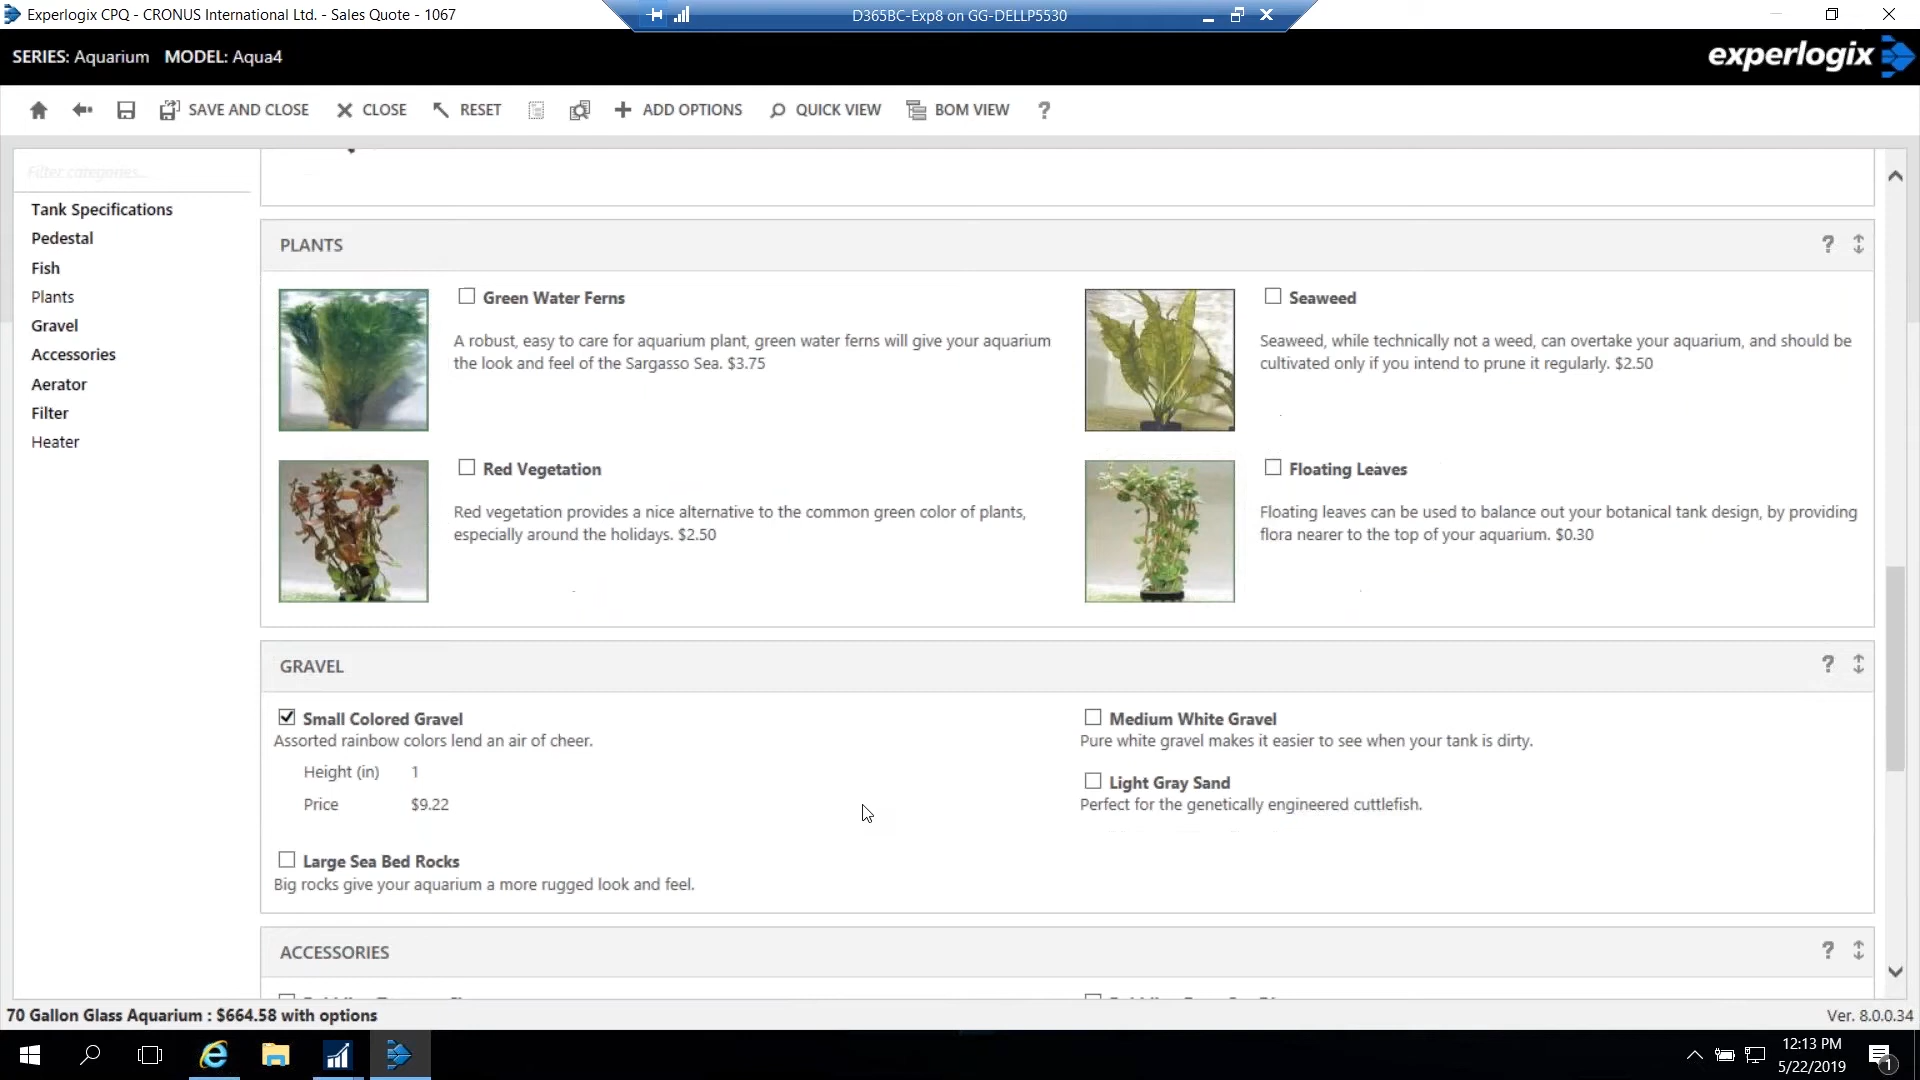 Experlogix CPQ - CRONUS International Ltd. - Sales Quote - 1067
D365BC-Exp8 on GG-DELLP5530
SERIES: Aquarium MODEL: Aqua4
experlogix
SAVE AND CLOSE
CLOSE
RESET
ADD OPTIONS
QUICK VIEW
BOM VIEW
?
Filter categories...
Tank Specifications
Pedestal
Fish
Plants
Gravel
Accessories
Aerator
Filter
Heater
PLANTS
?
Green Water Ferns
A robust, easy to care for aquarium plant, green water ferns will give your aquarium
the look and feel of the Sargasso Sea. $3.75
Seaweed
Seaweed, while technically not a weed, can overtake your aquarium, and should be
cultivated only if you intend to prune it regularly. $2.50
Red Vegetation
Red vegetation provides a nice alternative to the common green color of plants,
especially around the holidays. $2.50
Floating Leaves
Floating leaves can be used to balance out your botanical tank design, by providing
flora nearer to the top of your aquarium. $0.30
GRAVEL
?
Small Colored Gravel
Assorted rainbow colors lend an air of cheer.
Height (in) 1
Price $9.22
Medium White Gravel
Pure white gravel makes it easier to see when your tank is dirty.
Light Gray Sand
Perfect for the genetically engineered cuttlefish.
Large Sea Bed Rocks
Big rocks give your aquarium a more rugged look and feel.
ACCESSORIES
?
70 Gallon Glass Aquarium : $664.58 with options
Ver. 8.0.0.34
12:13 PM
5/22/2019
1